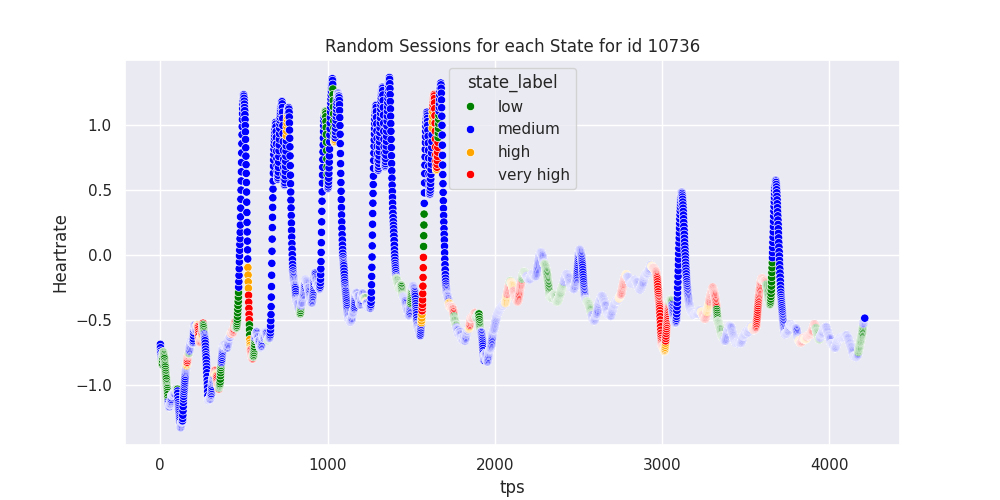 Random Sessions for each State for id 10736
state_label
low
medium
high
very high
Heartrate
1.0
0.5
0.0
−0.5
−1.0
0
1000
2000
3000
4000
tps